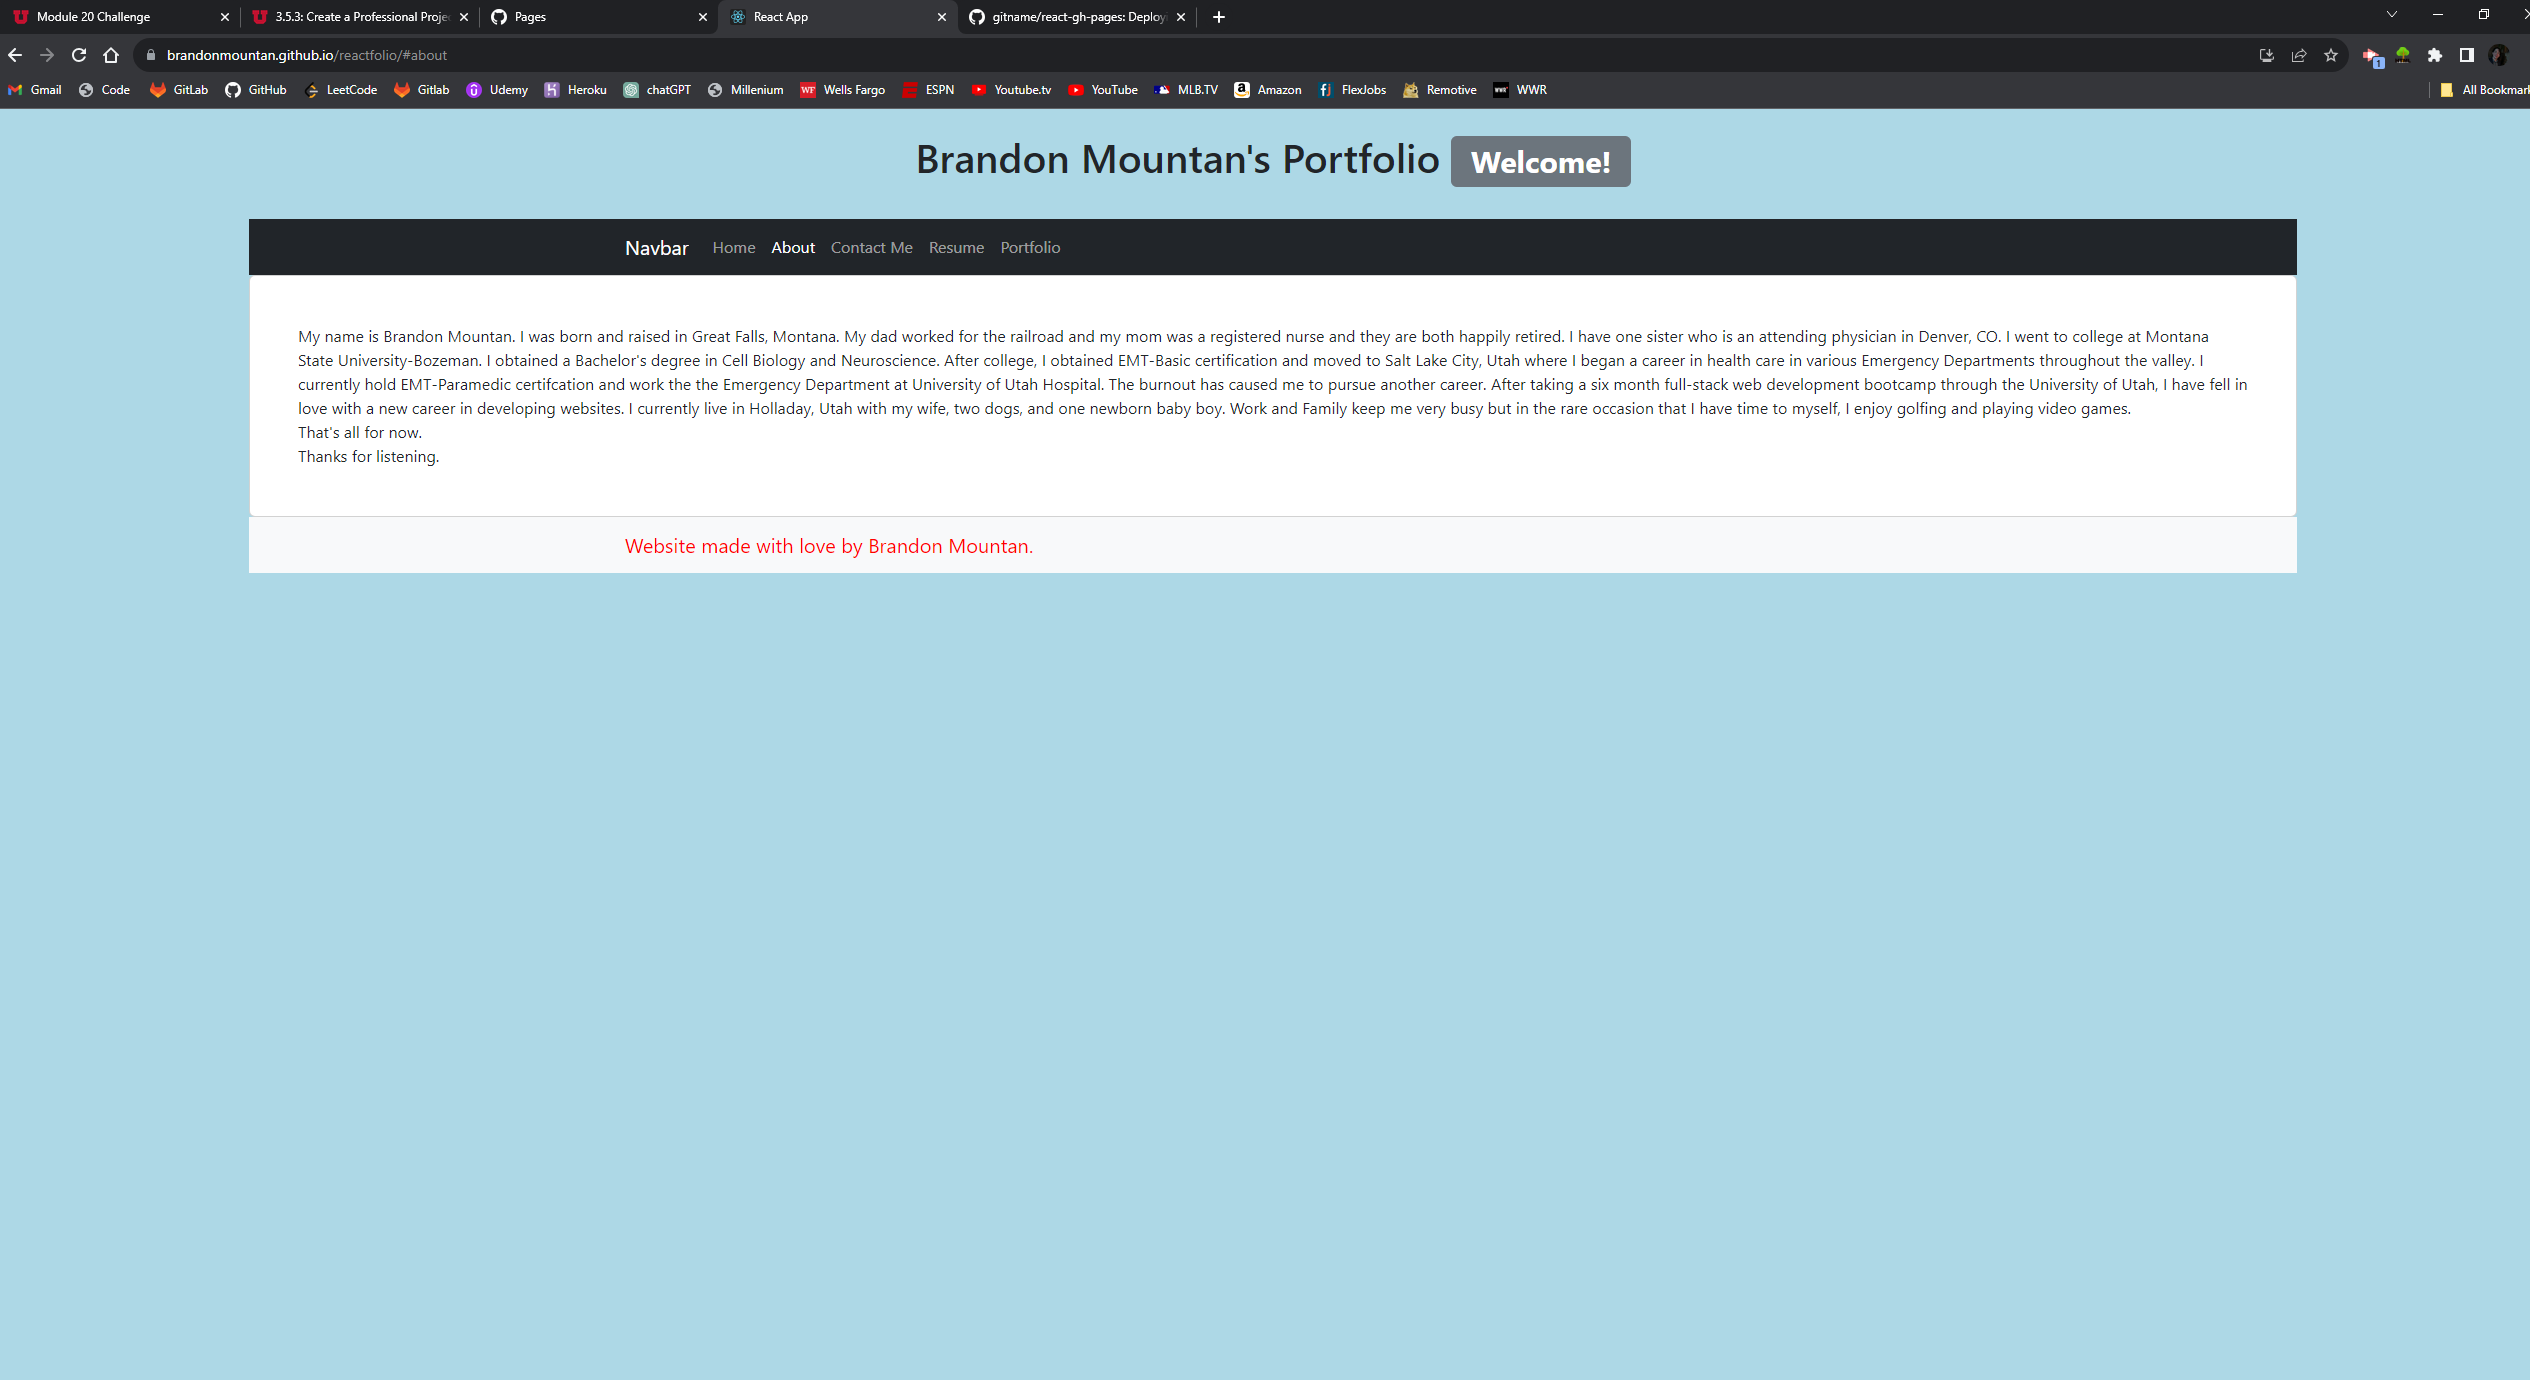 Module 20 Challenge
3.5.3: Create a Professional Proje
Pages
React App
gitname/react-gh-pages: Deployi
brandonmountan.github.io/reactfolio/#about
1
Gmail Code GitLab GitHub LeetCode Gitlab Udemy Heroku chatGPT Millenium Wells Fargo ESPN Youtube.tv YouTube MLB.TV Amazon FlexJobs Remotive WWR All Bookmar
Brandon Mountan's Portfolio Welcome!
Navbar Home About Contact Me Resume Portfolio
My name is Brandon Mountan. I was born and raised in Great Falls, Montana. My dad worked for the railroad and my mom was a registered nurse and they are both happily retired. I have one sister who is an attending physician in Denver, CO. I went to college at Montana
State University-Bozeman. I obtained a Bachelor's degree in Cell Biology and Neuroscience. After college, I obtained EMT-Basic certification and moved to Salt Lake City, Utah where I began a career in health care in various Emergency Departments throughout the valley. I
currently hold EMT-Paramedic certifcation and work the the Emergency Department at University of Utah Hospital. The burnout has caused me to pursue another career. After taking a six month full-stack web development bootcamp through the University of Utah, I have fell in
love with a new career in developing websites. I currently live in Holladay, Utah with my wife, two dogs, and one newborn baby boy. Work and Family keep me very busy but in the rare occasion that I have time to myself, I enjoy golfing and playing video games.
That's all for now.
Thanks for listening.
Website made with love by Brandon Mountan.